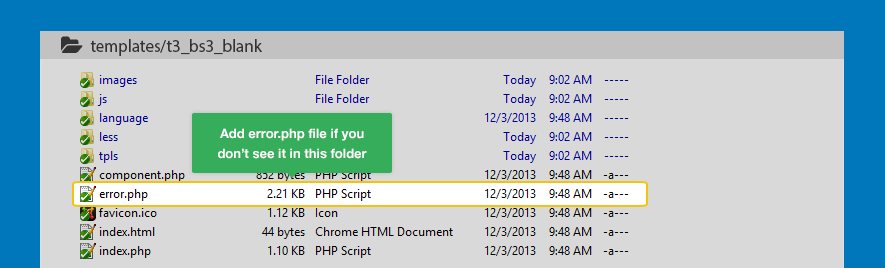 templates/t3_bs3_blank
images File Folder Today 9:02 AM -----
js File Folder Today 9:02 AM -----
language 12/3/2013 9:48 AM -----
less Today 9:02 AM -----
tpls Today 9:02 AM -----
Add error.php file if you
don't see it in this folder
component.php 852 bytes PHP Script 12/3/2013 9:48 AM -a---
error.php 2.21 KB PHP Script 12/3/2013 9:48 AM -a---
favicon.ico 1.12 KB Icon 12/3/2013 9:48 AM -a---
index.html 44 bytes Chrome HTML Document 12/3/2013 9:48 AM -a---
index.php 1.10 KB PHP Script 12/3/2013 9:48 AM -a---